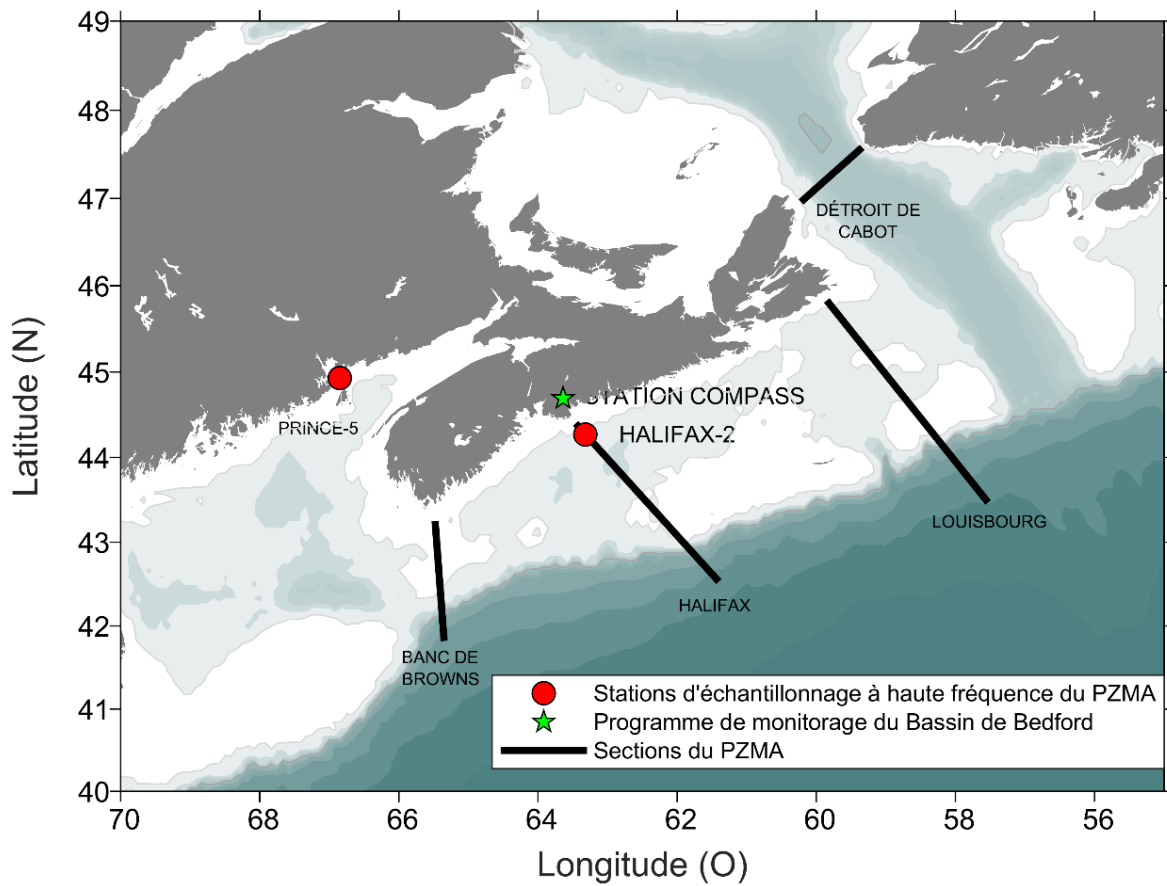 49
48
47
46
45
44
43
42
41
40
Latitude (N)
DÉTROIT DE
CABOT
PRINCE-5
STATION COMPASS
HALIFAX-2
LOUISBOURG
HALIFAX
BANC DE
BROWNS
Stations d'échantillonnage à haute fréquence du PZMA
Programme de monitorage du Bassin de Bedford
Sections du PZMA
70 68 66 64 62 60 58 56
Longitude (O)